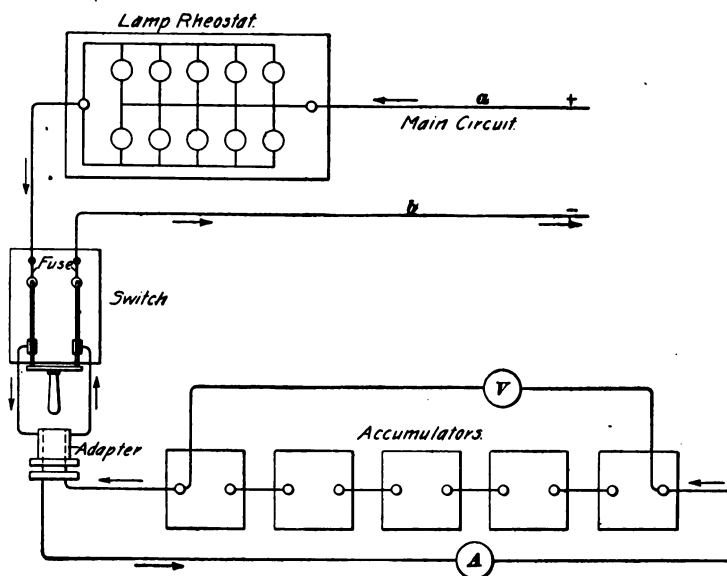 Lamp Rheostat.
a
+
Main Circuit.
b
-
Fuse
Switch
V
Adapter
Accumulators.
A